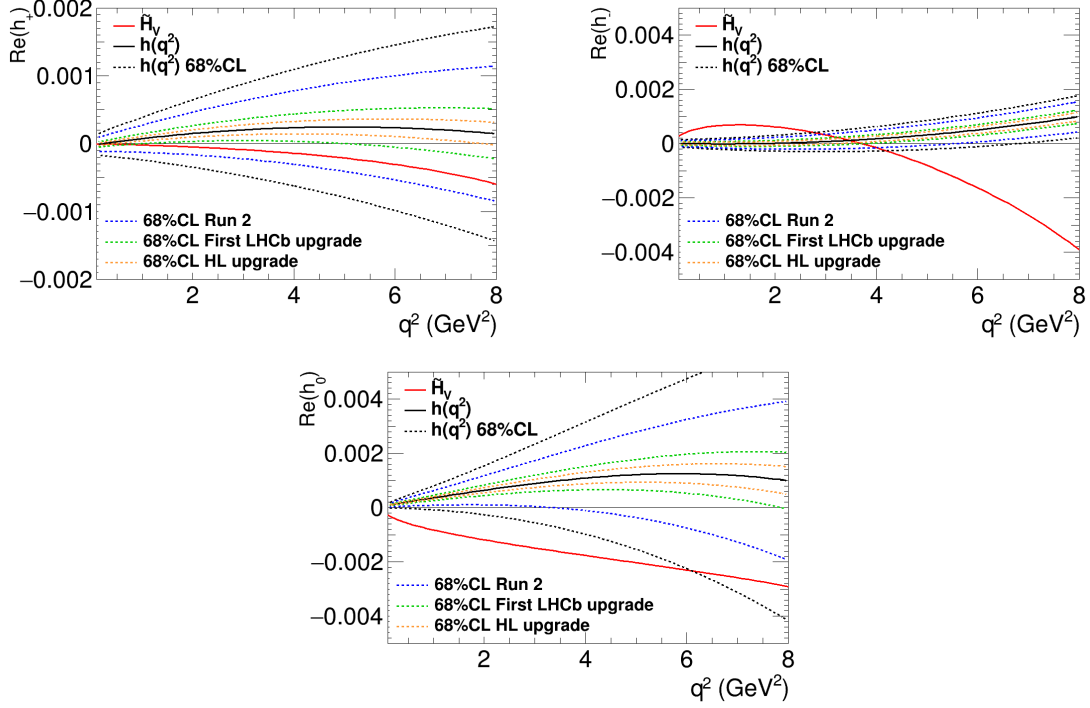 Re(h₊)
0.002
0.001
0
−0.001
−0.002
H̃_V
h(q²)
h(q²) 68%CL
68%CL Run 2
68%CL First LHCb upgrade
68%CL HL upgrade
2 4 6 8
q² (GeV²)
Re(h₋)
0.004
0.002
0
−0.002
−0.004
H̃_V
h(q²)
h(q²) 68%CL
68%CL Run 2
68%CL First LHCb upgrade
68%CL HL upgrade
2 4 6 8
q² (GeV²)
Re(h₀)
0.004
0.002
0
−0.002
−0.004
H̃_V
h(q²)
h(q²) 68%CL
68%CL Run 2
68%CL First LHCb upgrade
68%CL HL upgrade
2 4 6 8
q² (GeV²)